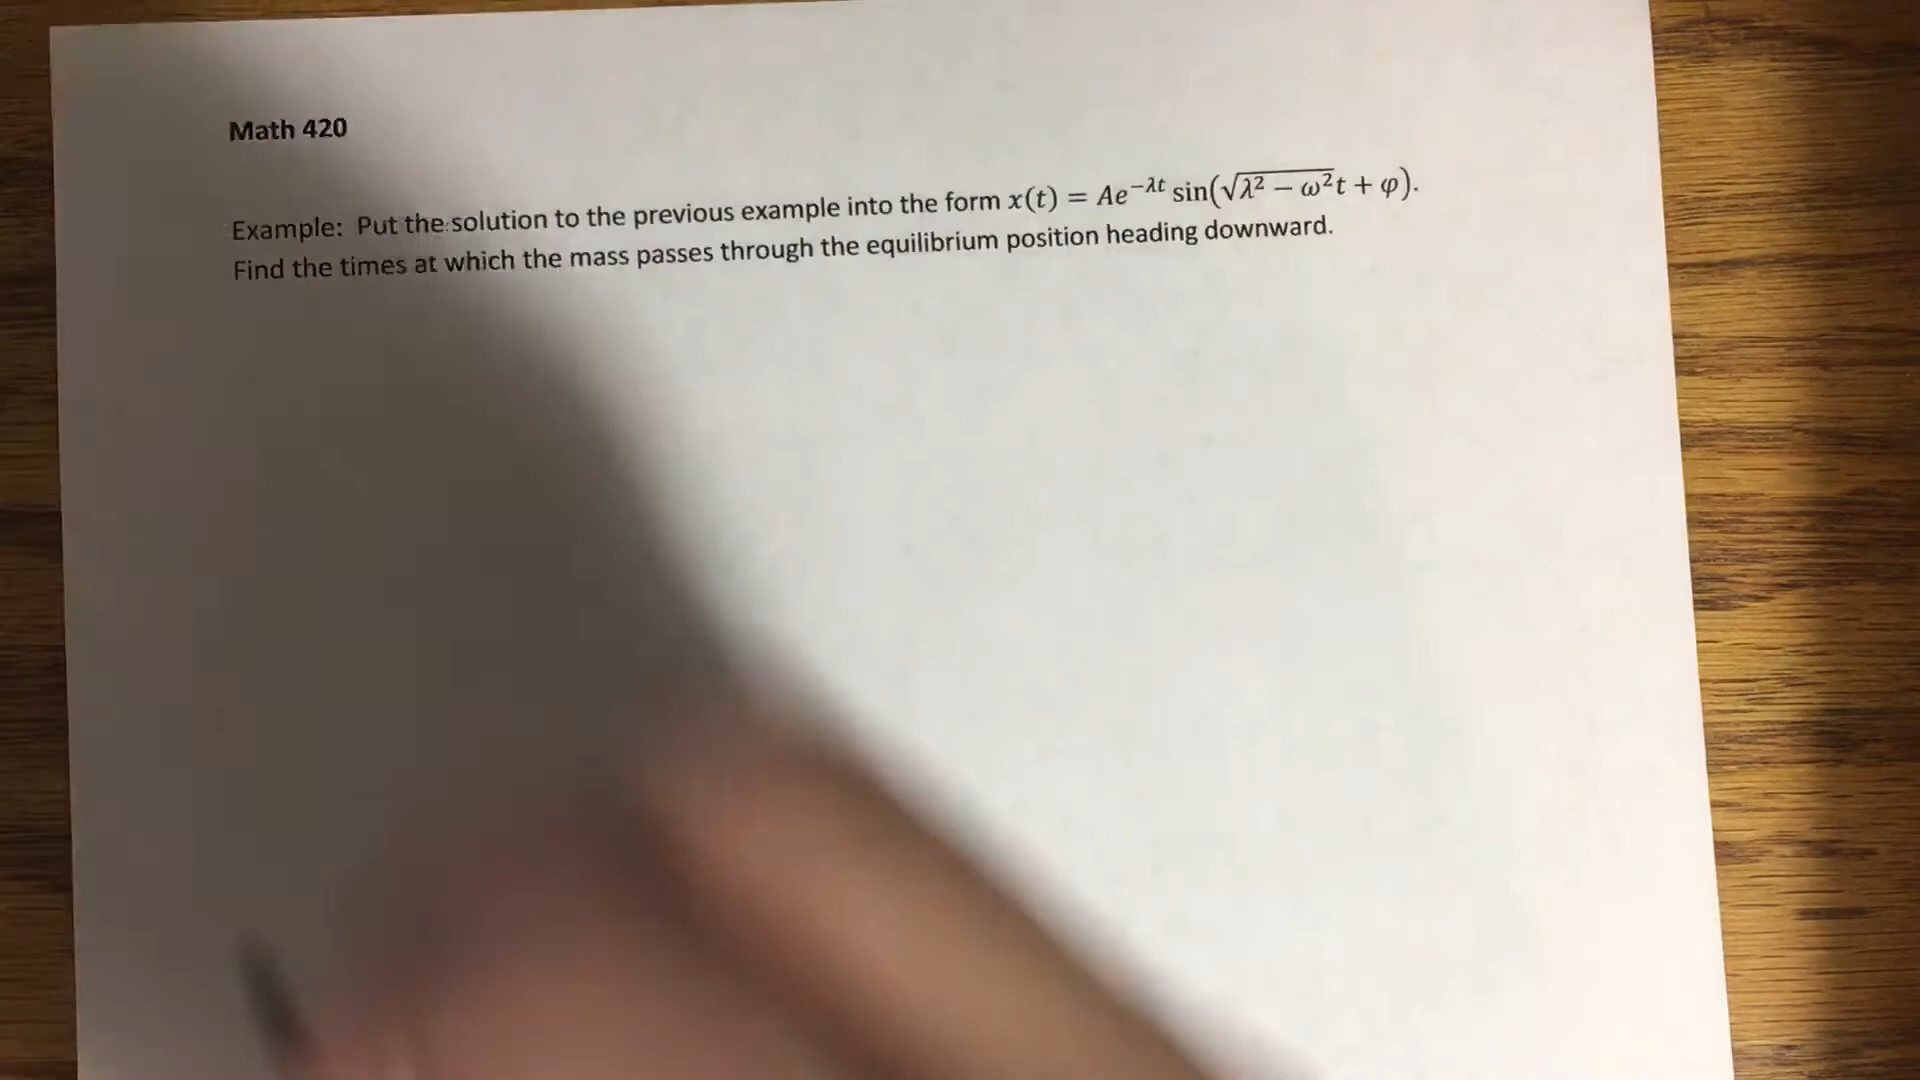 Math 420
Example: Put the solution to the previous example into the form x(t) = Ae^{−λt} sin(√(λ² − ω²)t + φ).
Find the times at which the mass passes through the equilibrium position heading downward.